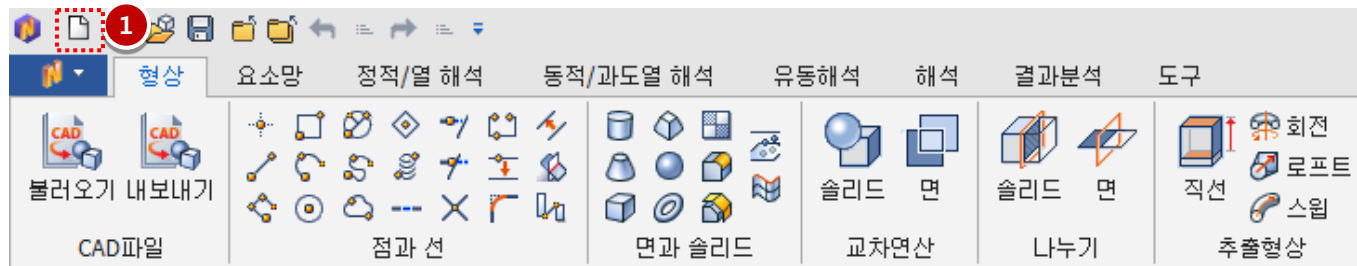 1
형상 요소망 정적/열 해석 동적/과도열 해석 유동해석 해석 결과분석 도구
CAD CAD
회전
불러오기 내보내기 솔리드 면 솔리드 면 직선 로프트
스윕
CAD파일 점과 선 면과 솔리드 교차연산 나누기 추출형상